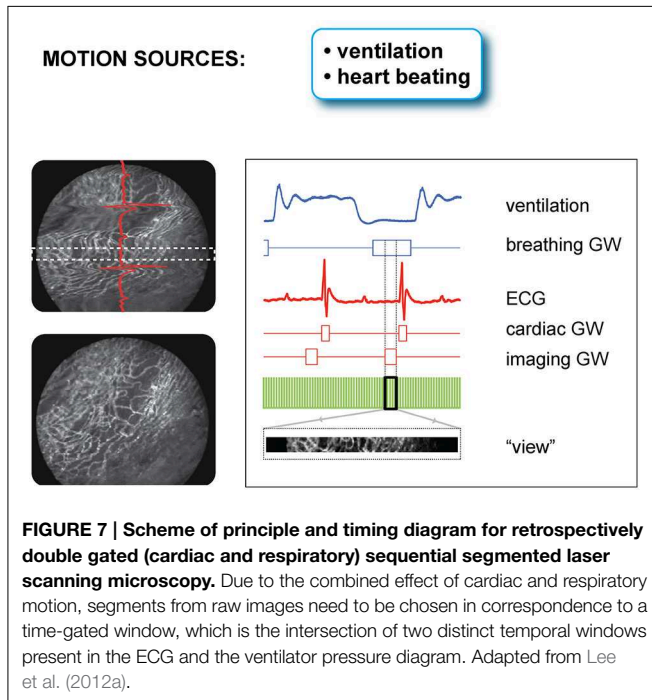 MOTION SOURCES:
• ventilation
• heart beating
ventilation
breathing GW
ECG
cardiac GW
imaging GW
“view”
FIGURE 7 | Scheme of principle and timing diagram for retrospectively
double gated (cardiac and respiratory) sequential segmented laser
scanning microscopy. Due to the combined effect of cardiac and respiratory
motion, segments from raw images need to be chosen in correspondence to a
time-gated window, which is the intersection of two distinct temporal windows
present in the ECG and the ventilator pressure diagram. Adapted from Lee
et al. (2012a).